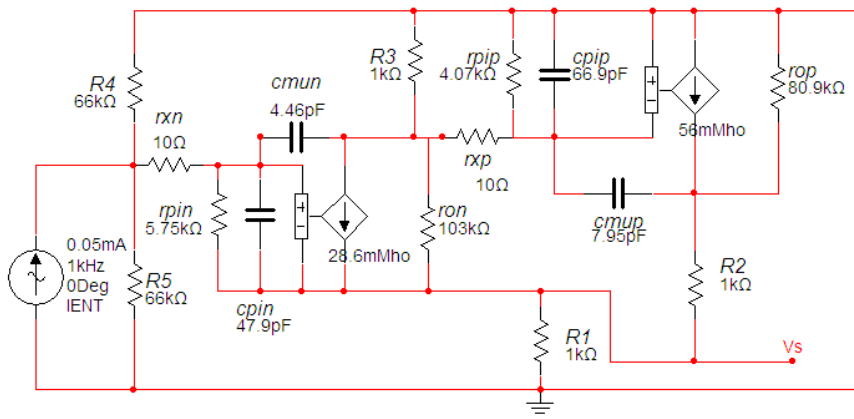 R4
66kΩ
rxn
10Ω
cmun
4.46pF
R3
1kΩ
rpip
4.07kΩ
cpip
66.9pF
rop
80.9kΩ
56mMho
rxp
10Ω
rpin
5.75kΩ
ron
103kΩ
28.6mMho
cmup
7.95pF
0.05mA
1kHz
0Deg
IENT
R5
66kΩ
cpin
47.9pF
R2
1kΩ
R1
1kΩ
Vs